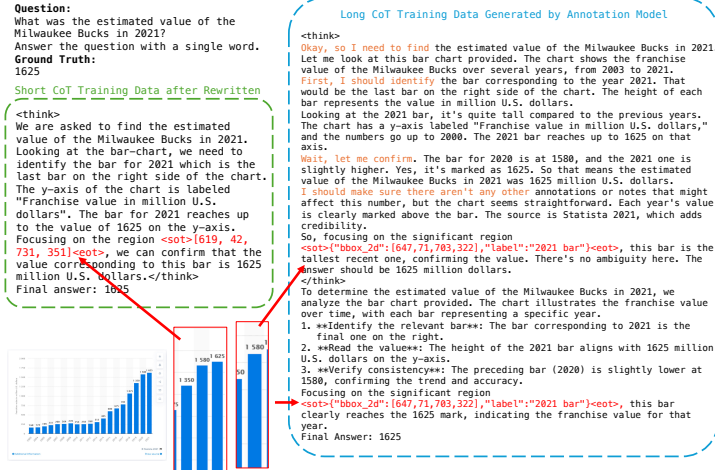 Question:
What was the estimated value of the
Milwaukee Bucks in 2021?
Answer the question with a single word.
Ground Truth:
1625
Short CoT Training Data after Rewritten
<think>
We are asked to find the estimated
value of the Milwaukee Bucks in 2021.
Looking at the bar-chart, we need to
identify the bar for 2021 which is the
last bar on the right side of the chart.
The y-axis of the chart is labeled
"Franchise value in million U.S.
dollars". The bar for 2021 reaches up
to the value of 1625 on the y-axis.
Focusing on the region <sot>[619, 42,
731, 351]<eot>, we can confirm that the
value corresponding to this bar is 1625
million U.S. dollars.</think>
Final answer: 1625
1 350
1 580
1 625
50
1 580
1
Long CoT Training Data Generated by Annotation Model
<think>
Okay, so I need to find the estimated value of the Milwaukee Bucks in 2021
Let me look at this bar chart provided. The chart shows the franchise
value of the Milwaukee Bucks over several years, from 2003 to 2021.
First, I should identify the bar corresponding to the year 2021. That
would be the last bar on the right side of the chart. The height of each
bar represents the value in million U.S. dollars.
Looking at the 2021 bar, it's quite tall compared to the previous years.
The chart has a y-axis labeled "Franchise value in million U.S. dollars,"
and the numbers go up to 2000. The 2021 bar reaches up to 1625 on that
axis.
Wait, let me confirm. The bar for 2020 is at 1580, and the 2021 one is
slightly higher. Yes, it's marked as 1625. So that means the estimated
value of the Milwaukee Bucks in 2021 was 1625 million U.S. dollars.
I should make sure there aren't any other annotations or notes that might
affect this number, but the chart seems straightforward. Each year's value
is clearly marked above the bar. The source is Statista 2021, which adds
credibility.
So, focusing on the significant region
<sot>{"bbox_2d":[647,71,703,322],"label":"2021 bar"}<eot>, this bar is the
tallest recent one, confirming the value. There's no ambiguity here. The
answer should be 1625 million dollars.
</think>
To determine the estimated value of the Milwaukee Bucks in 2021, we
analyze the bar chart provided. The chart illustrates the franchise value
over time, with each bar representing a specific year.
1. **Identify the relevant bar**: The bar corresponding to 2021 is the
final one on the right.
2. **Read the value**: The height of the 2021 bar aligns with 1625 million
U.S. dollars on the y-axis.
3. **Verify consistency**: The preceding bar (2020) is slightly lower at
1580, confirming the trend and accuracy.
Focusing on the significant region
<sot>{"bbox_2d":[647,71,703,322],"label":"2021 bar"}<eot>, this bar
clearly reaches the 1625 mark, indicating the franchise value for that
year.
Final Answer: 1625